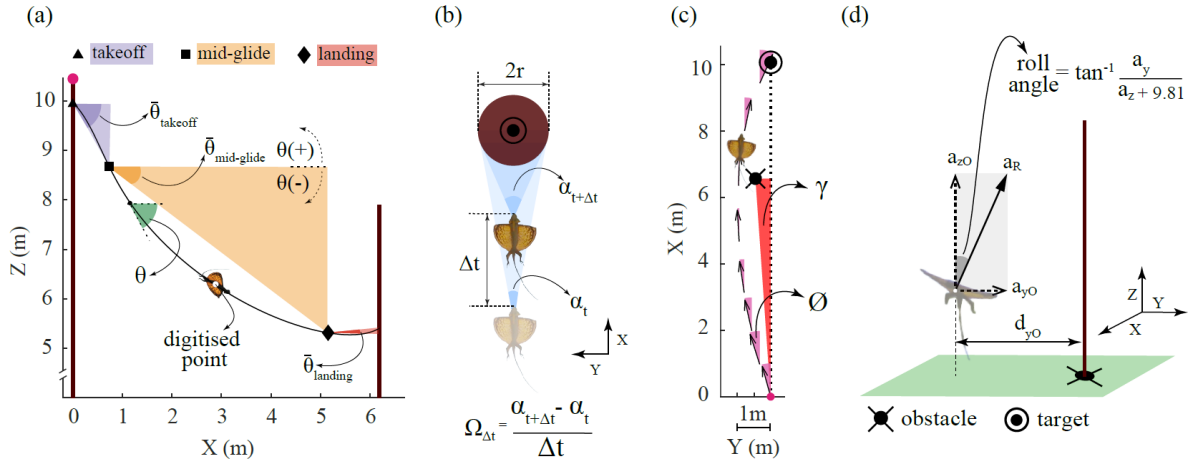 (a)
takeoff
mid-glide
landing
10
9
8
7
6
5
Z (m)
0
1
2
3
4
5
6
X (m)
θ̄takeoff
θ̄mid-glide
θ(+)
θ(-)
θ
digitised
point
θ̄landing
(b)
2r
αt+Δt
Δt
αt
X
Y
ΩΔt = αt+Δt - αt
Δt
(c)
10
8
6
4
2
0
X (m)
γ
Ø
1m
Y (m)
(d)
roll
angle = tan⁻¹ ay
az + 9.81
azO
aR
ayO
dyO
Z
Y
X
obstacle
target